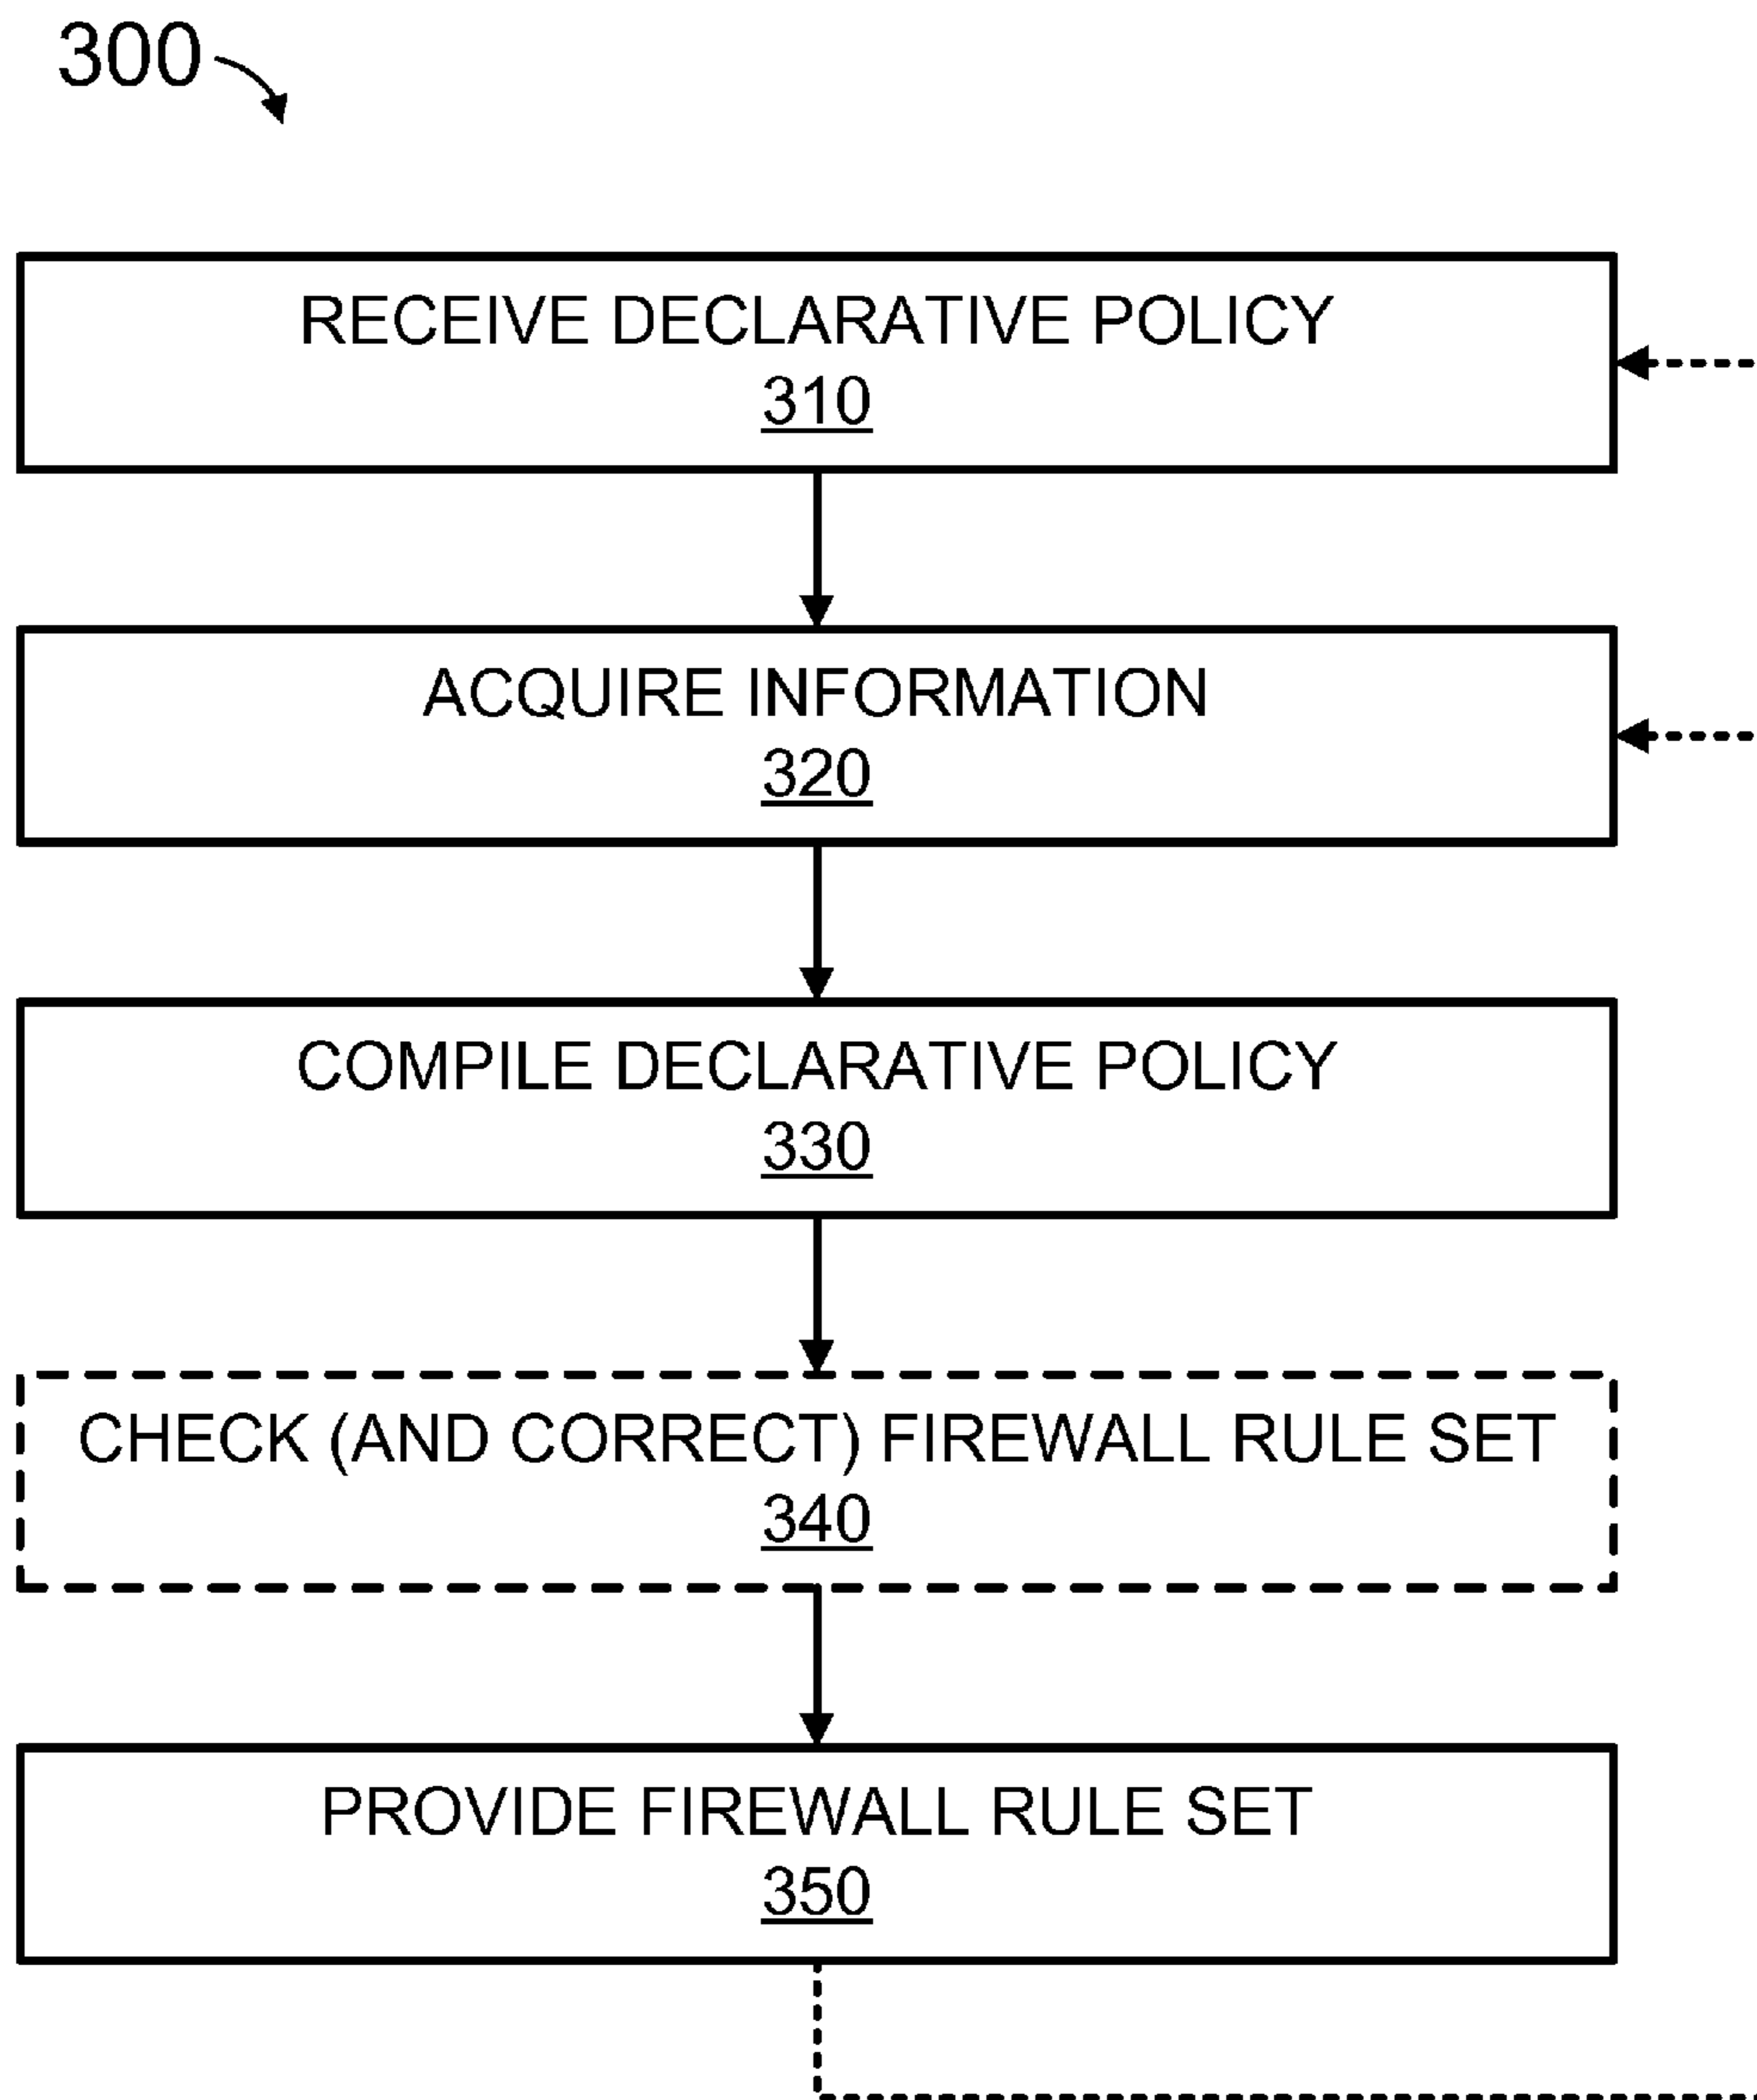 300
RECEIVE DECLARATIVE POLICY
310
ACQUIRE INFORMATION
320
COMPILE DECLARATIVE POLICY
330
CHECK (AND CORRECT) FIREWALL RULE SET
340
PROVIDE FIREWALL RULE SET
350